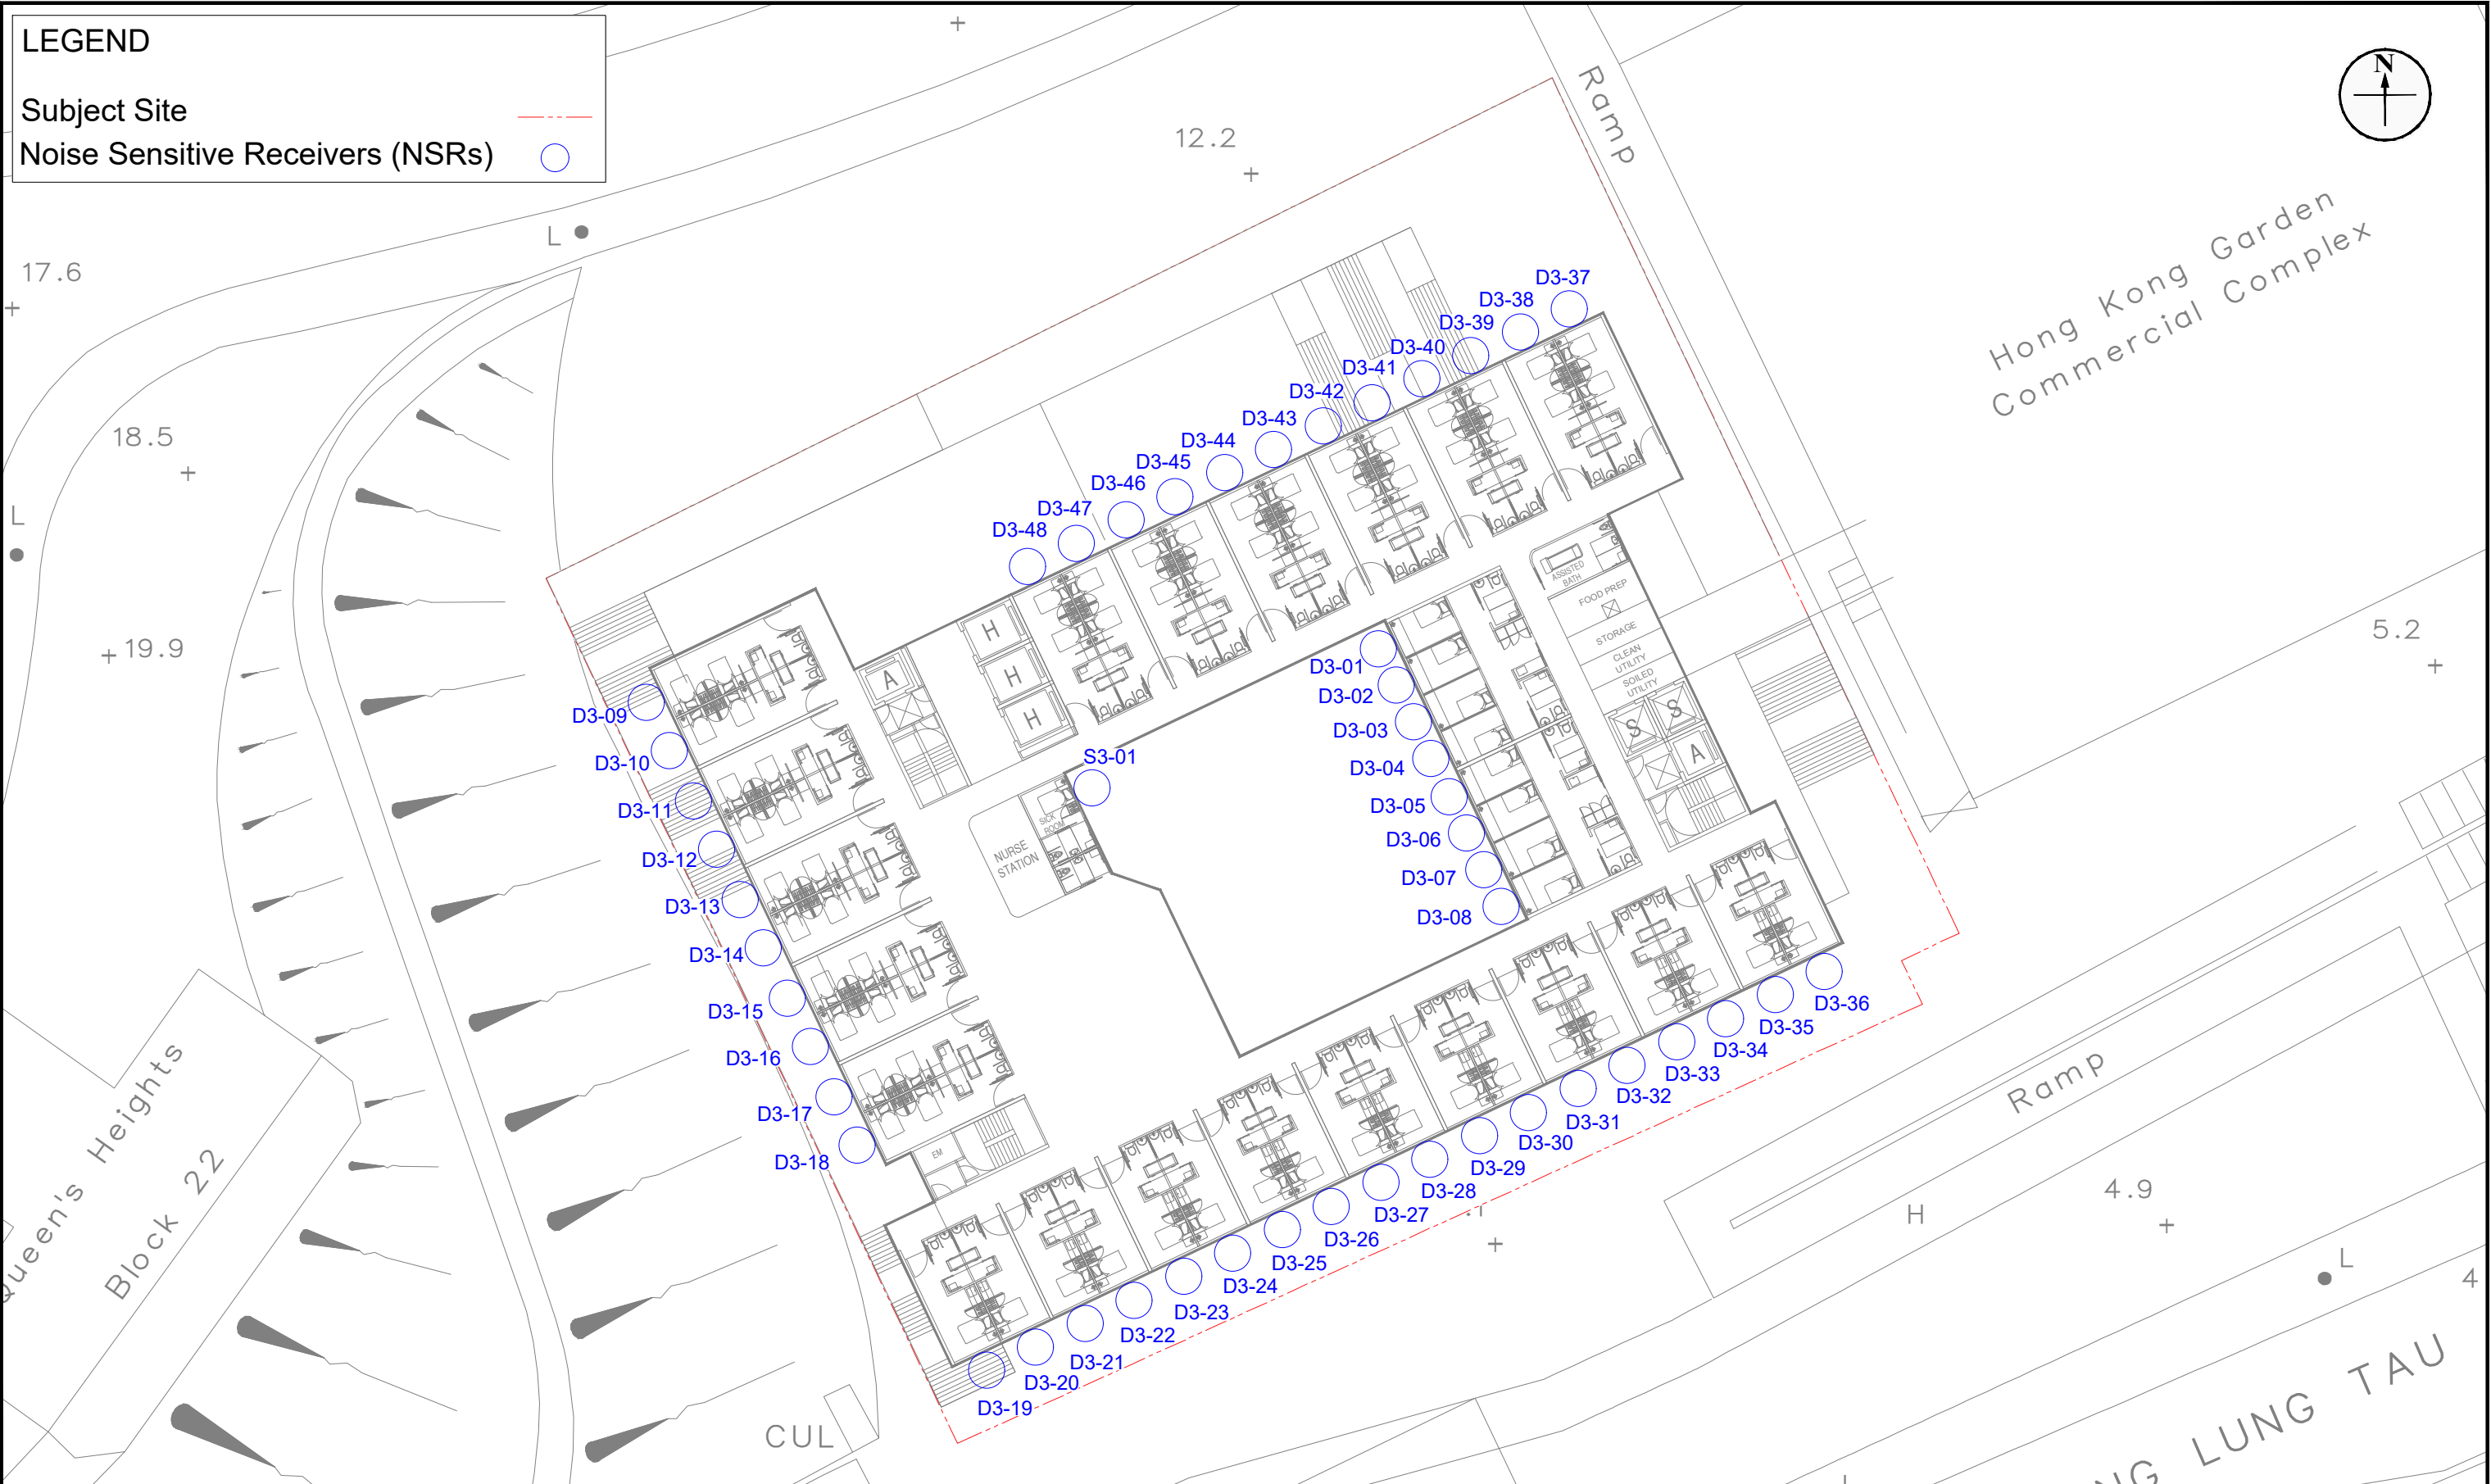 LEGEND
Subject Site
Noise Sensitive Receivers (NSRs)
N
Ramp
12.2
Hong Kong Garden
Commercial Complex
L
17.6
18.5
L
19.9
5.2
D3-37
D3-38
D3-39
D3-40
D3-41
D3-42
D3-43
D3-44
D3-45
D3-46
D3-47
D3-48
H
H
H
A
ASSISTED
BATH
FOOD PREP
STORAGE
CLEAN
UTILITY
SOILED
UTILITY
S
S
A
D3-01
D3-02
D3-03
D3-04
D3-05
D3-06
D3-07
D3-08
S3-01
SICK
ROOM
NURSE
STATION
D3-09
D3-10
D3-11
D3-12
D3-13
D3-14
D3-15
D3-16
D3-17
D3-18
EM
D3-19
D3-20
D3-21
D3-22
D3-23
D3-24
D3-25
D3-26
D3-27
D3-28
D3-29
D3-30
D3-31
D3-32
D3-33
D3-34
D3-35
D3-36
Queen's Heights
Block 22
CUL
Ramp
H
4.9
L
4
LUNG TAU